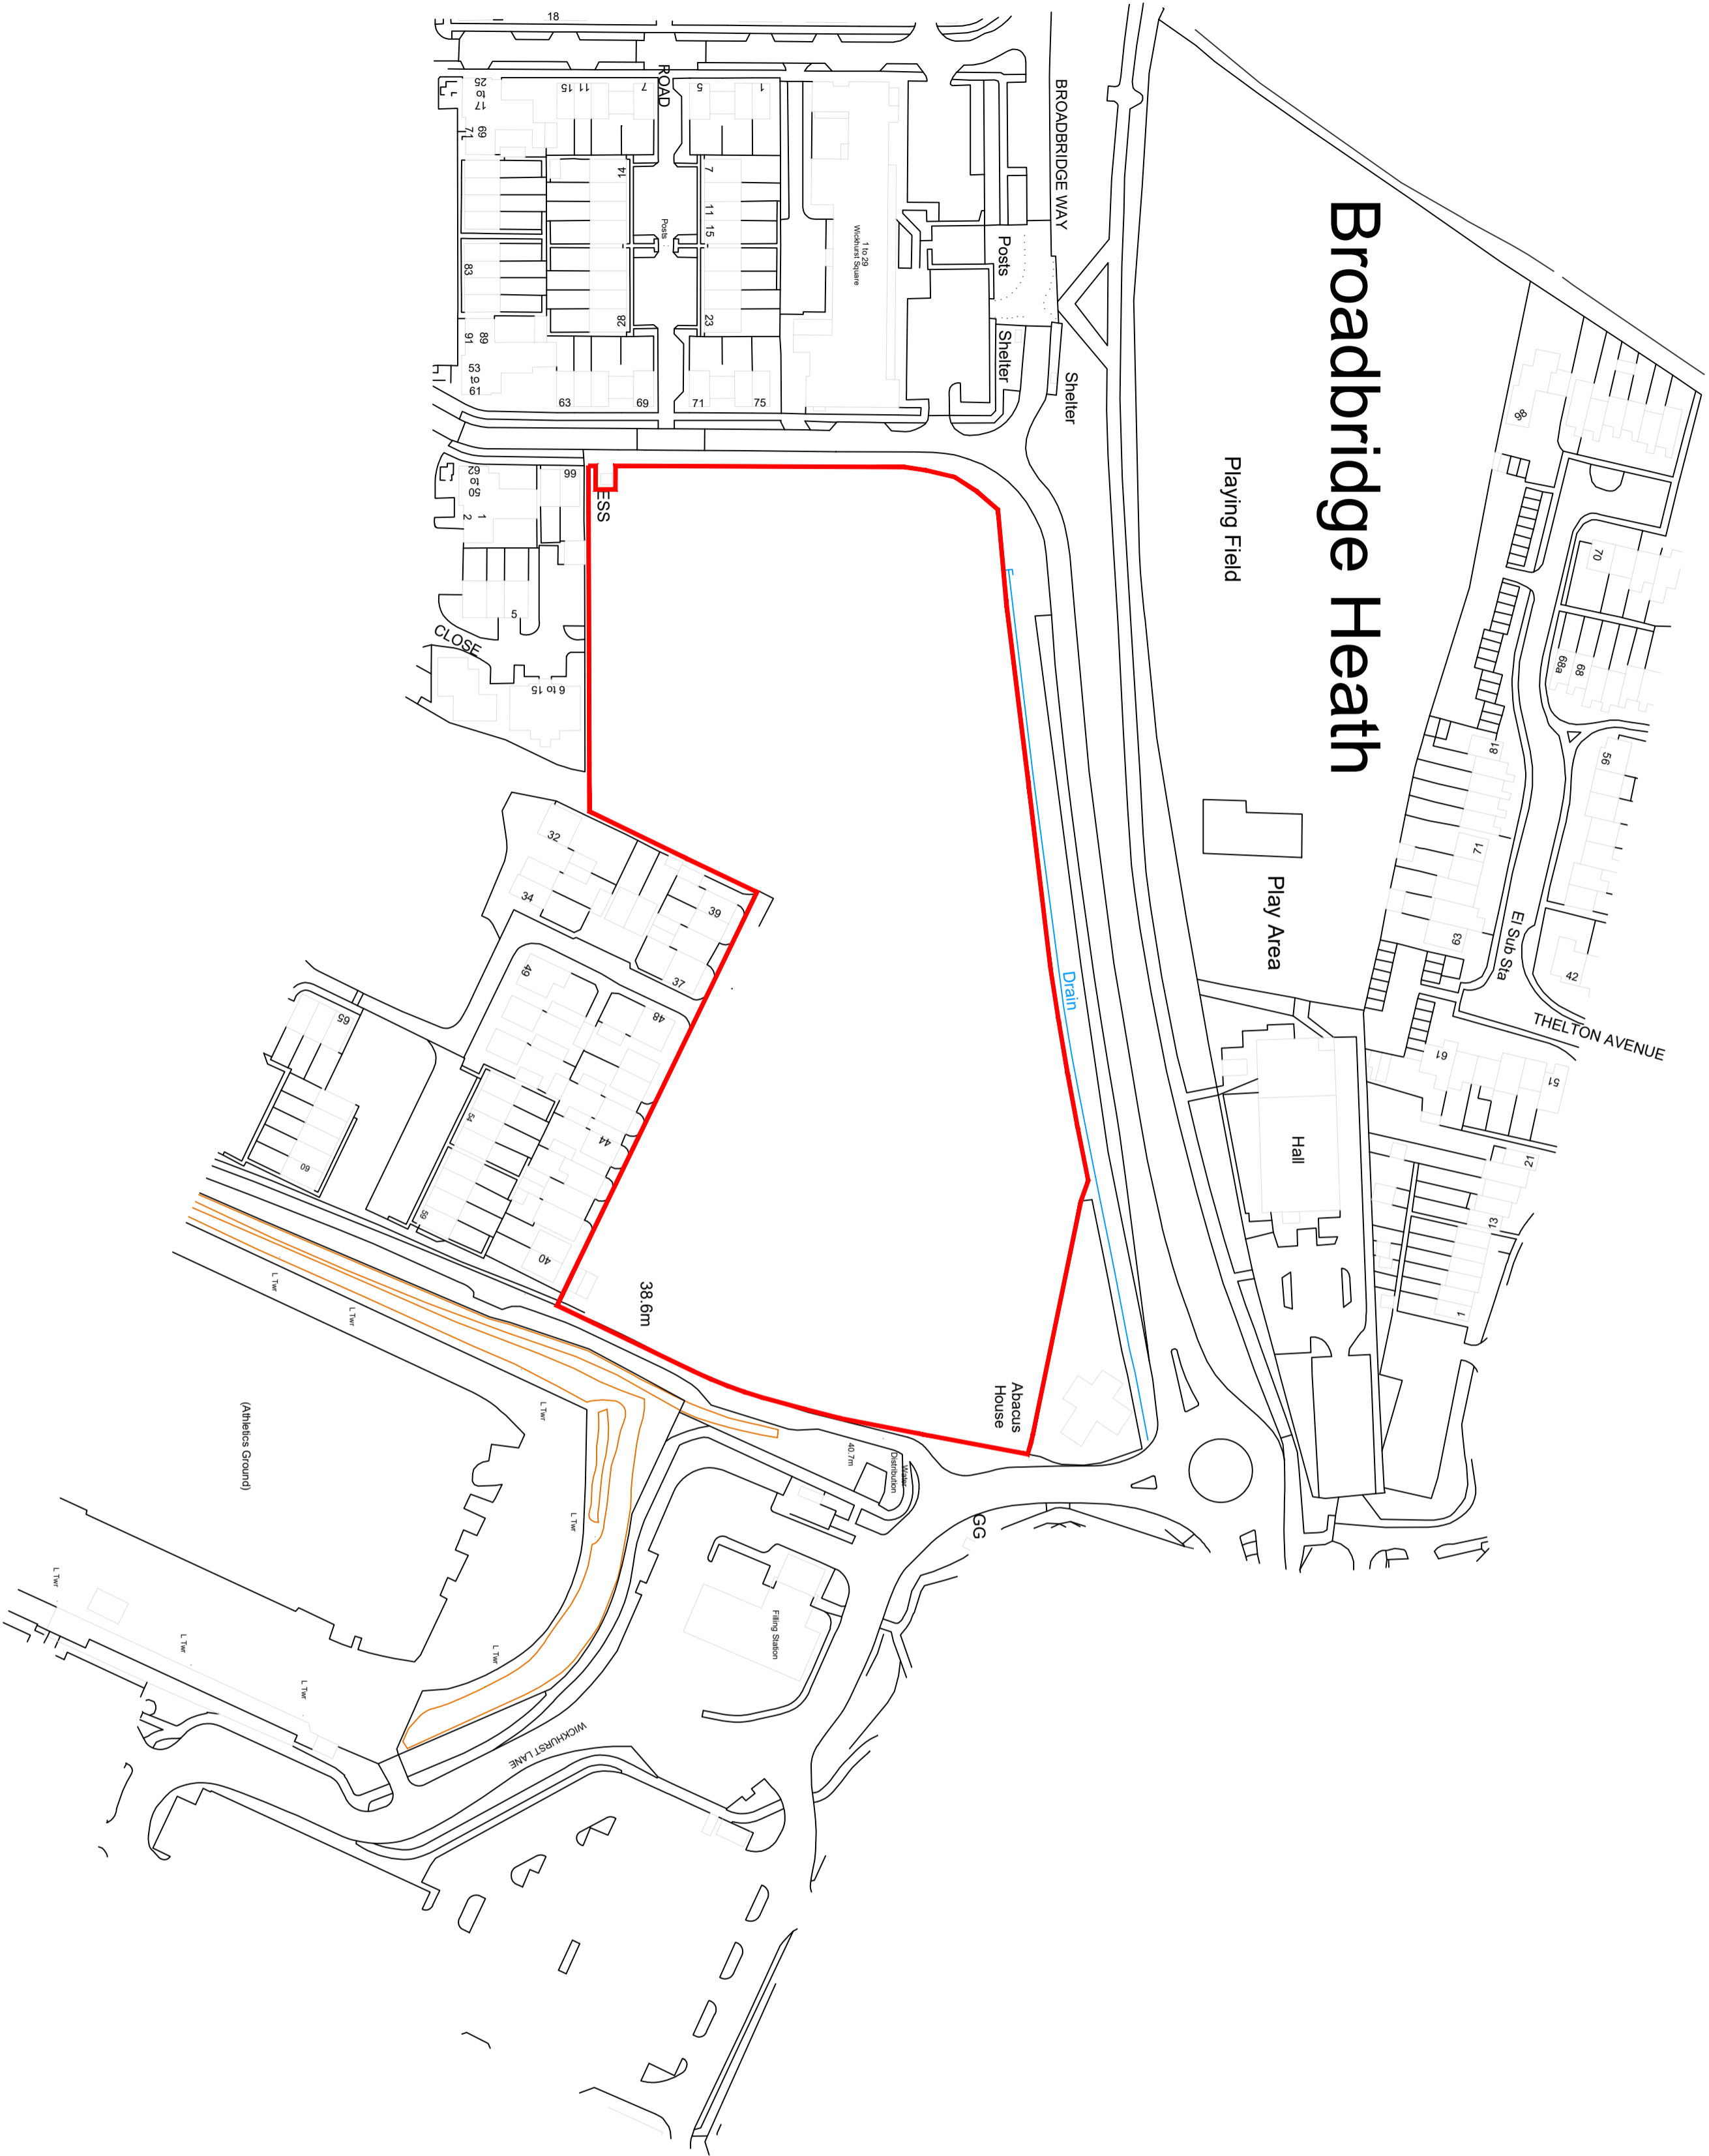 Broadbridge Heath
BROADBRIDGE WAY
Playing Field
Play Area
Hall
THELTON AVENUE
El Sub Sta
98
70
68a
68
56
81
71
63
42
61
51
21
13
1
Posts
Shelter
Shelter
1 to 29
Wickhurst Square
ROAD
Posts
18
25
to
17
69
71
15
11
7
5
1
14
7
11
15
28
23
83
89
91
53
to
61
63
69
71
75
ESS
66
62
to
50
1
2
5
CLOSE
6 to 15
32
34
39
37
49
48
44
54
59
40
65
60
38.6m
Drain
Abacus
House
40.7m
Water
Distribution
GG
Filling Station
WICKHURST LANE
(Athletics Ground)
L Twr
L Twr
L Twr
L Twr
L Twr
L Twr
L Twr
L Twr